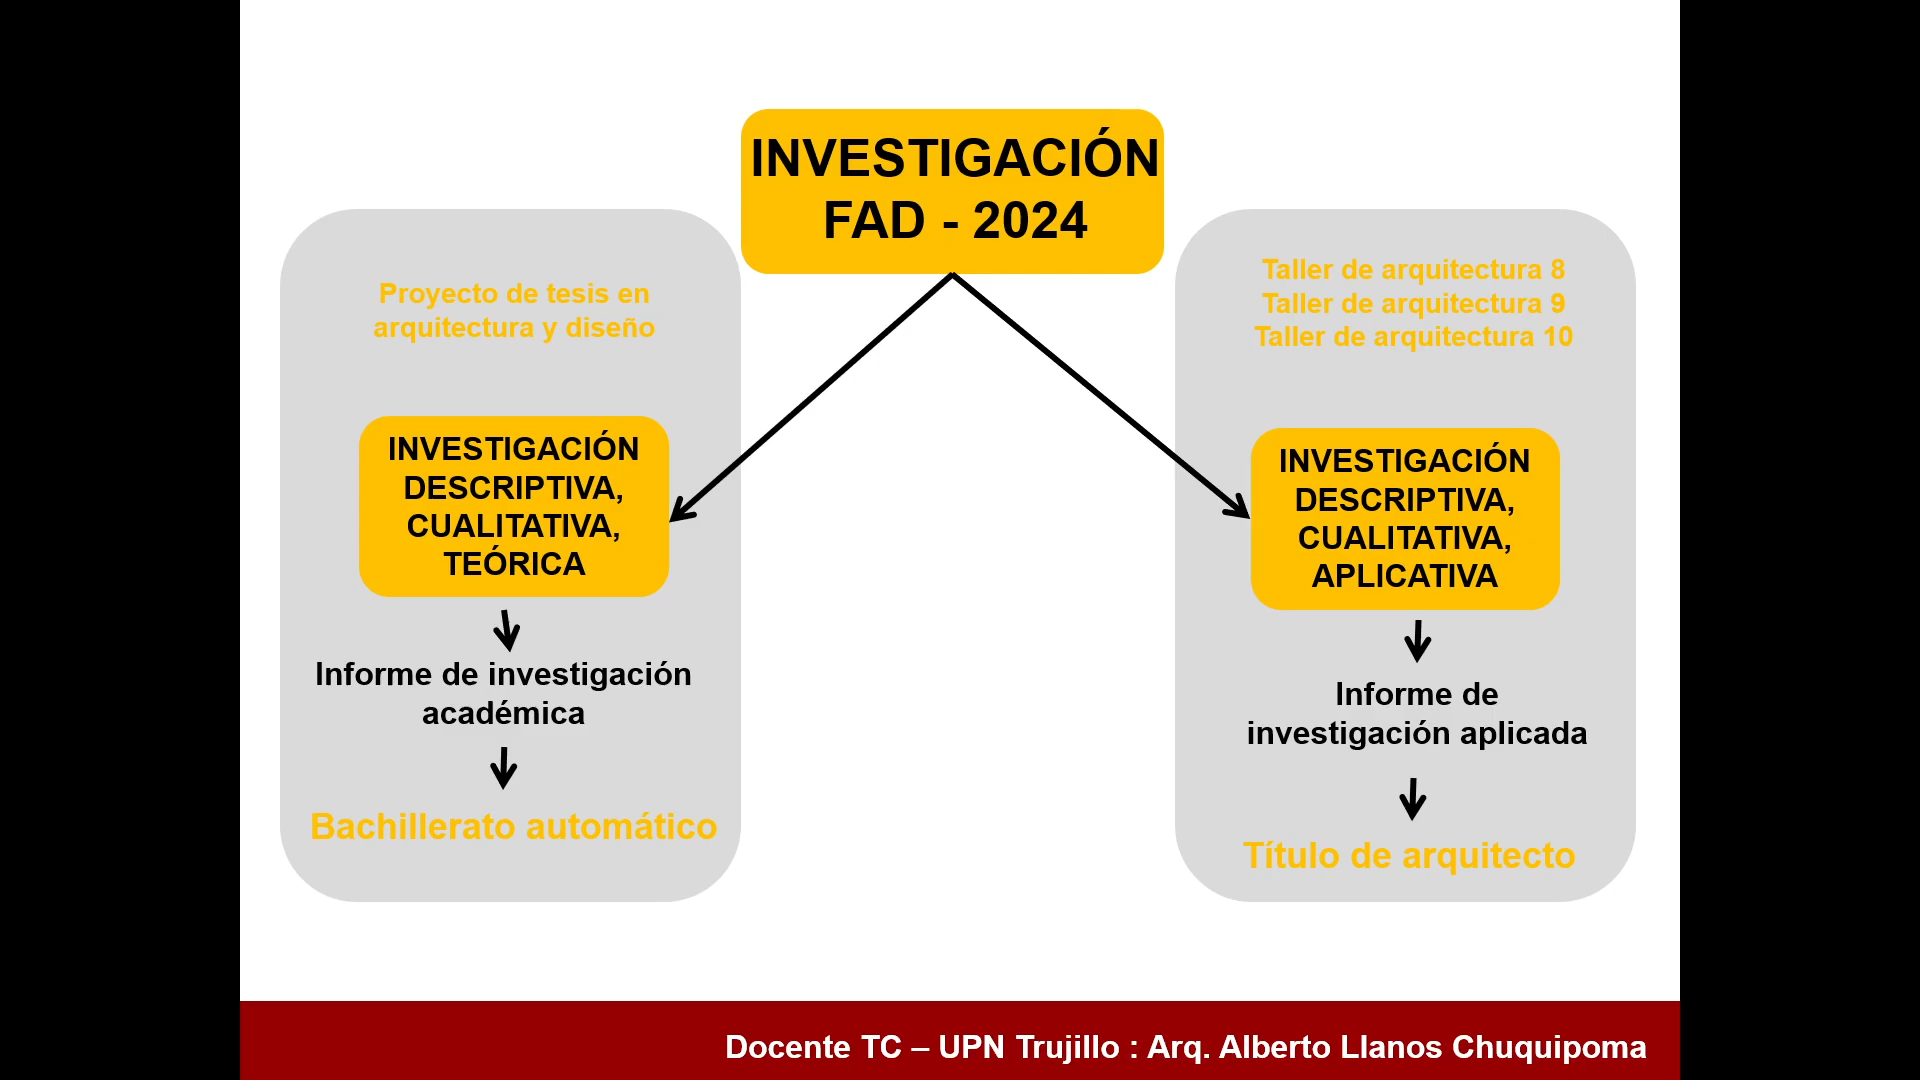 INVESTIGACIÓN
FAD - 2024
Proyecto de tesis en
arquitectura y diseño
INVESTIGACIÓN
DESCRIPTIVA,
CUALITATIVA,
TEÓRICA
Informe de investigación
académica
Bachillerato automático
Taller de arquitectura 8
Taller de arquitectura 9
Taller de arquitectura 10
INVESTIGACIÓN
DESCRIPTIVA,
CUALITATIVA,
APLICATIVA
Informe de
investigación aplicada
Título de arquitecto
Docente TC – UPN Trujillo : Arq. Alberto Llanos Chuquipoma